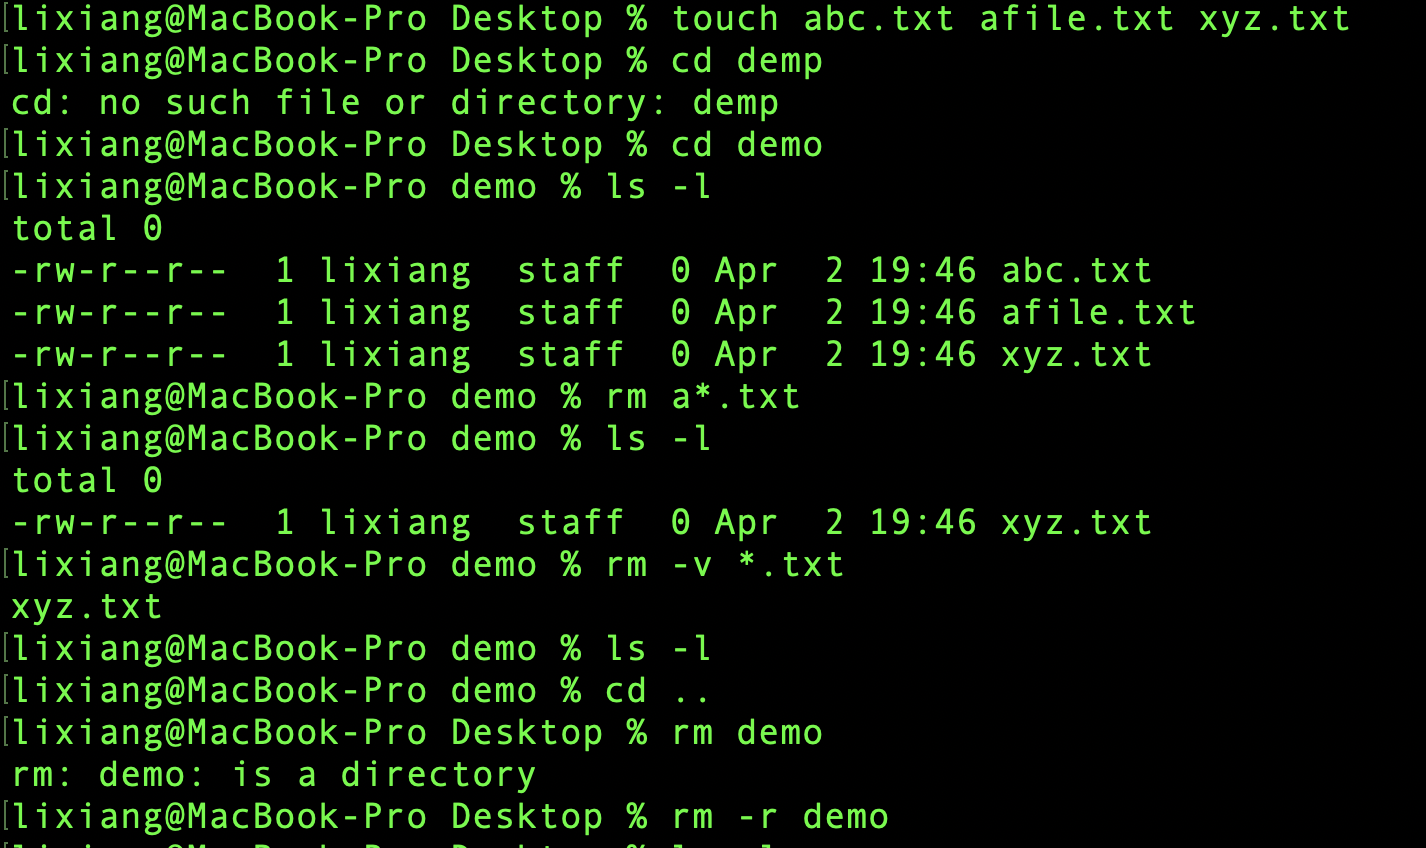 [lixiang@MacBook-Pro Desktop % touch abc.txt afile.txt xyz.txt
[lixiang@MacBook-Pro Desktop % cd demp
cd: no such file or directory: demp
[lixiang@MacBook-Pro Desktop % cd demo
[lixiang@MacBook-Pro demo % ls -l
total 0
-rw-r--r--  1 lixiang  staff  0 Apr  2 19:46 abc.txt
-rw-r--r--  1 lixiang  staff  0 Apr  2 19:46 afile.txt
-rw-r--r--  1 lixiang  staff  0 Apr  2 19:46 xyz.txt
[lixiang@MacBook-Pro demo % rm a*.txt
[lixiang@MacBook-Pro demo % ls -l
total 0
-rw-r--r--  1 lixiang  staff  0 Apr  2 19:46 xyz.txt
[lixiang@MacBook-Pro demo % rm -v *.txt
xyz.txt
[lixiang@MacBook-Pro demo % ls -l
[lixiang@MacBook-Pro demo % cd ..
[lixiang@MacBook-Pro Desktop % rm demo
rm: demo: is a directory
[lixiang@MacBook-Pro Desktop % rm -r demo